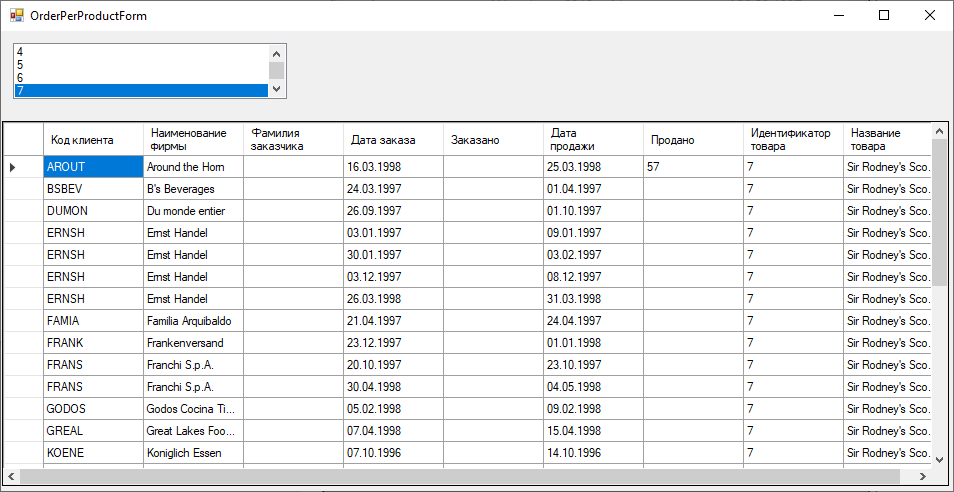 OrderPerProductForm
4
5
6
7
Код клиента Наименование фирмы Фамилия заказчика Дата заказа Заказано Дата продажи Продано Идентификатор товара Название товара
AROUT Around the Horn 16.03.1998 25.03.1998 57 7 Sir Rodney's Sco...
BSBEV B's Beverages 24.03.1997 01.04.1997 7 Sir Rodney's Sco...
DUMON Du monde entier 26.09.1997 01.10.1997 7 Sir Rodney's Sco...
ERNSH Ernst Handel 03.01.1997 09.01.1997 7 Sir Rodney's Sco...
ERNSH Ernst Handel 30.01.1997 03.02.1997 7 Sir Rodney's Sco...
ERNSH Ernst Handel 03.12.1997 08.12.1997 7 Sir Rodney's Sco...
ERNSH Ernst Handel 26.03.1998 31.03.1998 7 Sir Rodney's Sco...
FAMIA Familia Arquibaldo 21.04.1997 24.04.1997 7 Sir Rodney's Sco...
FRANK Frankenversand 23.12.1997 01.01.1998 7 Sir Rodney's Sco...
FRANS Franchi S.p.A. 20.10.1997 23.10.1997 7 Sir Rodney's Sco...
FRANS Franchi S.p.A. 30.04.1998 04.05.1998 7 Sir Rodney's Sco...
GODOS Godos Cocina Ti... 05.02.1998 09.02.1998 7 Sir Rodney's Sco...
GREAL Great Lakes Foo... 07.04.1998 15.04.1998 7 Sir Rodney's Sco...
KOENE Koniglich Essen 07.10.1996 14.10.1996 7 Sir Rodney's Sco...